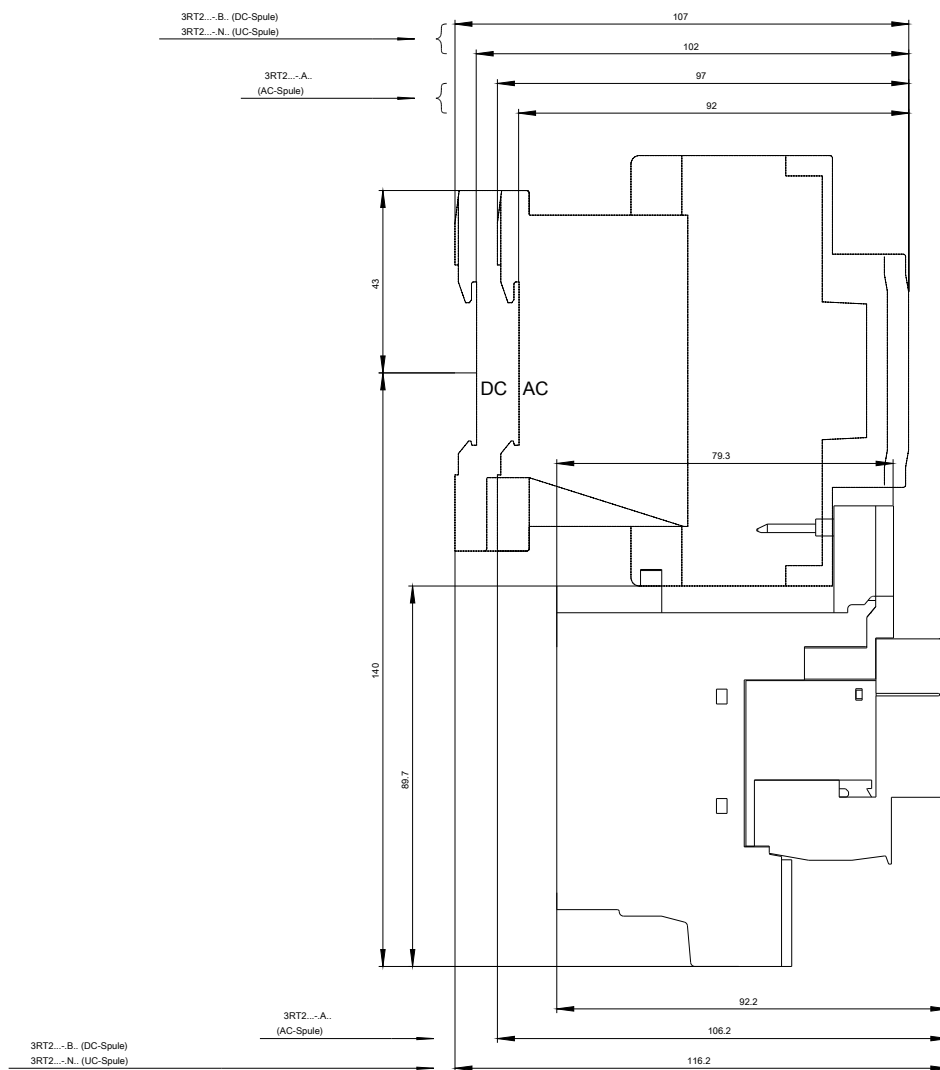 3RT2...-.B.. (DC-Spule)
3RT2...-.N.. (UC-Spule)
107
102
3RT2...-.A..
(AC-Spule)
97
92
43
DC AC
79.3
140
89.7
92.2
3RT2...-.A..
(AC-Spule)
106.2
3RT2...-.B.. (DC-Spule)
3RT2...-.N.. (UC-Spule)
116.2